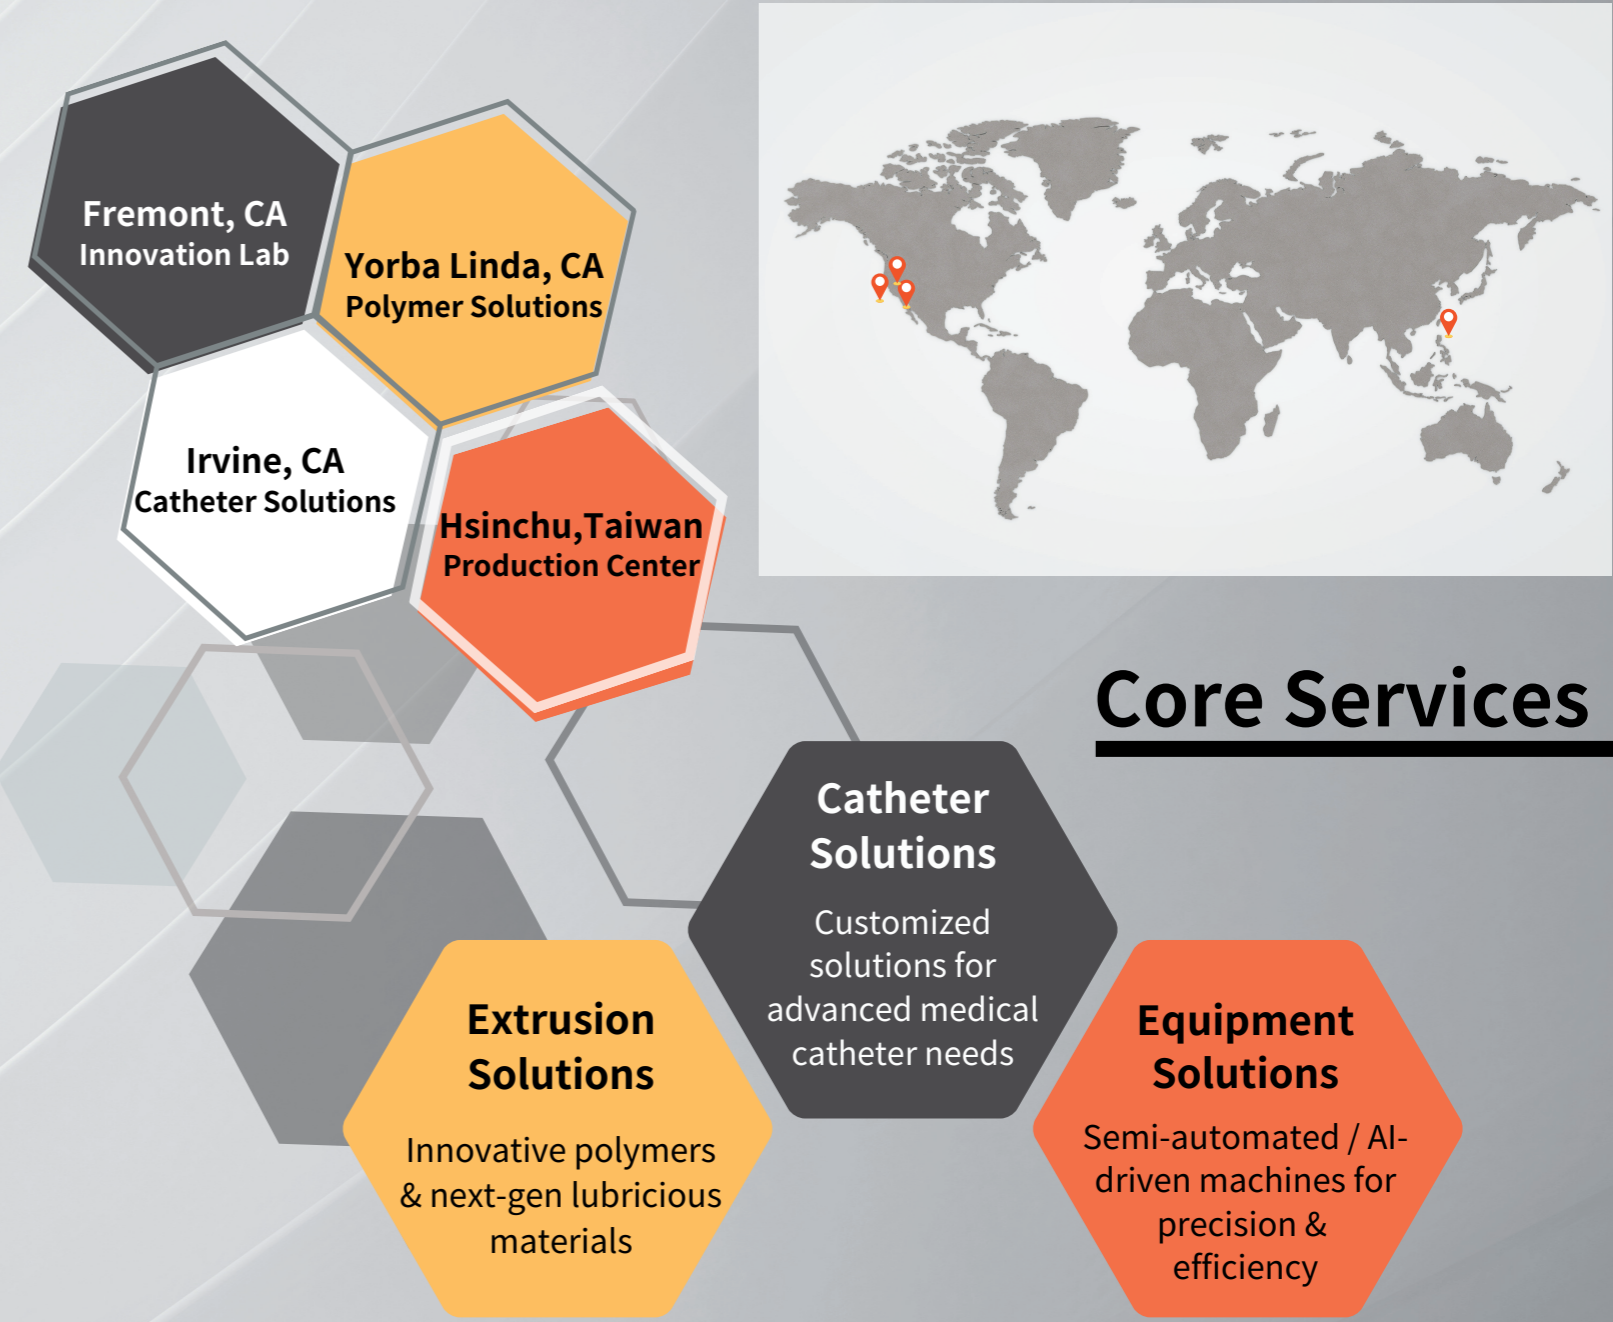 Fremont, CA
Innovation Lab
Yorba Linda, CA
Polymer Solutions
Irvine, CA
Catheter Solutions
Hsinchu,Taiwan
Production Center
Core Services
Catheter
Solutions
Customized
solutions for
advanced medical
catheter needs
Extrusion
Solutions
Innovative polymers
& next-gen lubricious
materials
Equipment
Solutions
Semi-automated / AI-
driven machines for
precision &
efficiency